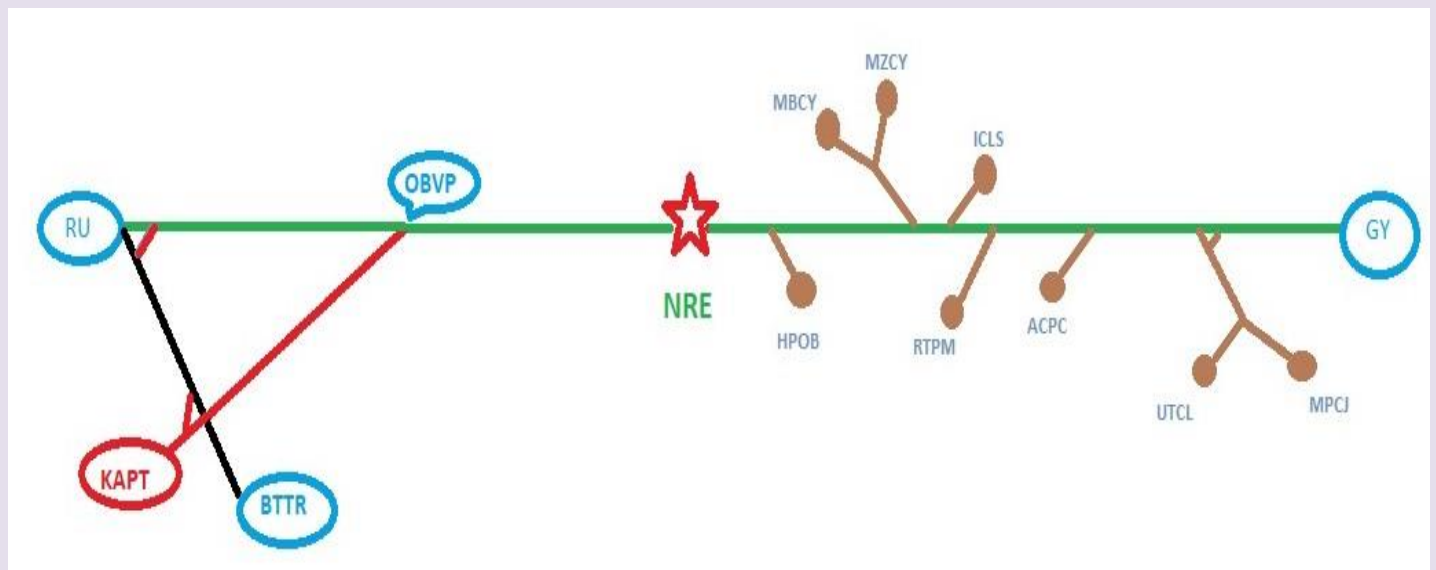 MZCY
MBCY
ICLS
OBVP
RU
GY
NRE
HPOB
RTPM
ACPC
UTCL
MPCJ
KAPT
BTTR